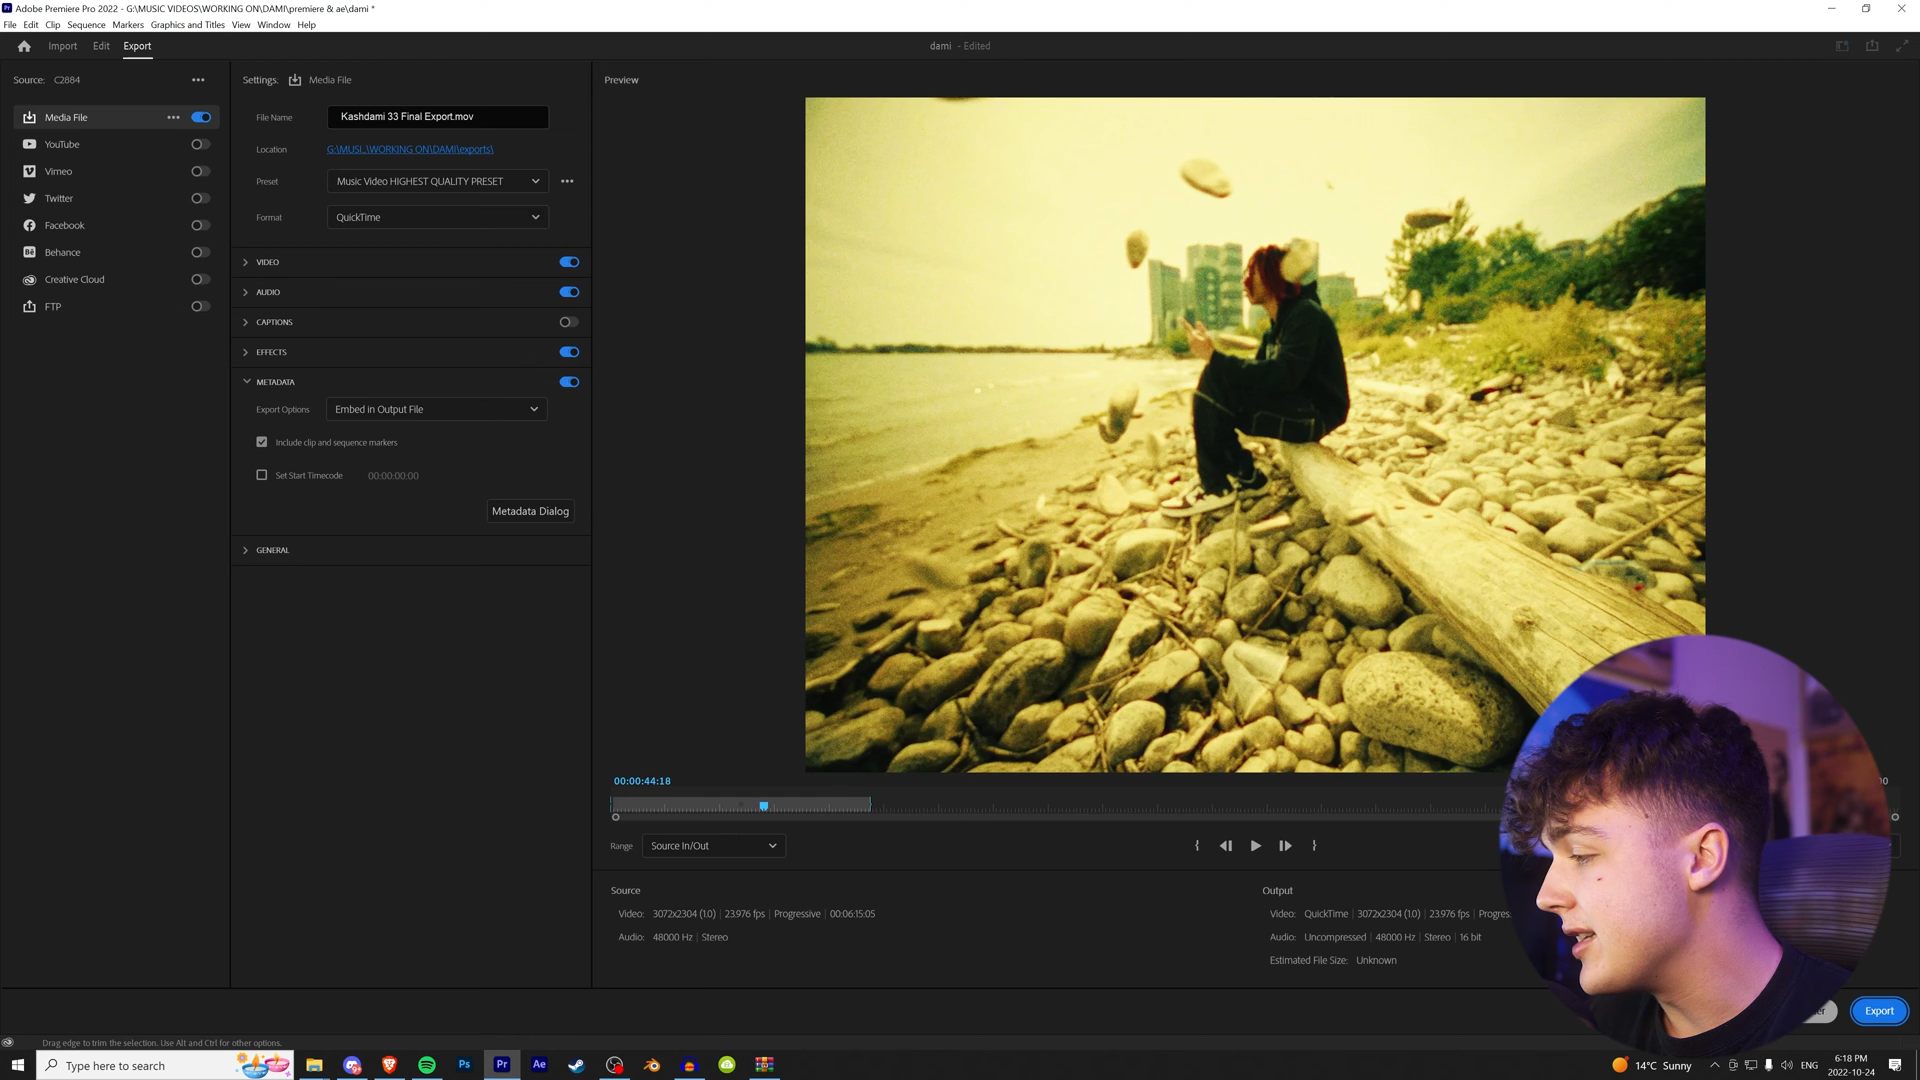 Adobe Premiere Pro 2022 - G:\MUSIC VIDEOS\WORKING ON\DAMI\premiere & ae\dami *
File Edit Clip Sequence Markers Graphics and Titles View Window Help
Import Edit Export
dami - Edited
Source: C2884
Media File
YouTube
Vimeo
Twitter
Facebook
Behance
Creative Cloud
FTP
Settings: Media File
File Name Kashdami 33 Final Export.mov
Location G:\MUSI...\WORKING ON\DAMI\exports\
Preset Music Video HIGHEST QUALITY PRESET
Format QuickTime
VIDEO
AUDIO
CAPTIONS
EFFECTS
METADATA
Export Options Embed in Output File
Include clip and sequence markers
Set Start Timecode 00:00:00:00
Metadata Dialog
GENERAL
Preview
00:00:44:18
Range Source In/Out
Source
Video: 3072x2304 (1.0) | 23.976 fps | Progressive | 00:06:15:05
Audio: 48000 Hz | Stereo
Output
Video: QuickTime | 3072x2304 (1.0) | 23.976 fps | Progres
Audio: Uncompressed | 48000 Hz | Stereo | 16 bit
Estimated File Size: Unknown
Export
Drag edge to trim the selection. Use Alt and Ctrl for other options.
Type here to search
Ps Pr Ae
14°C Sunny
ENG
6:18 PM
2022-10-24